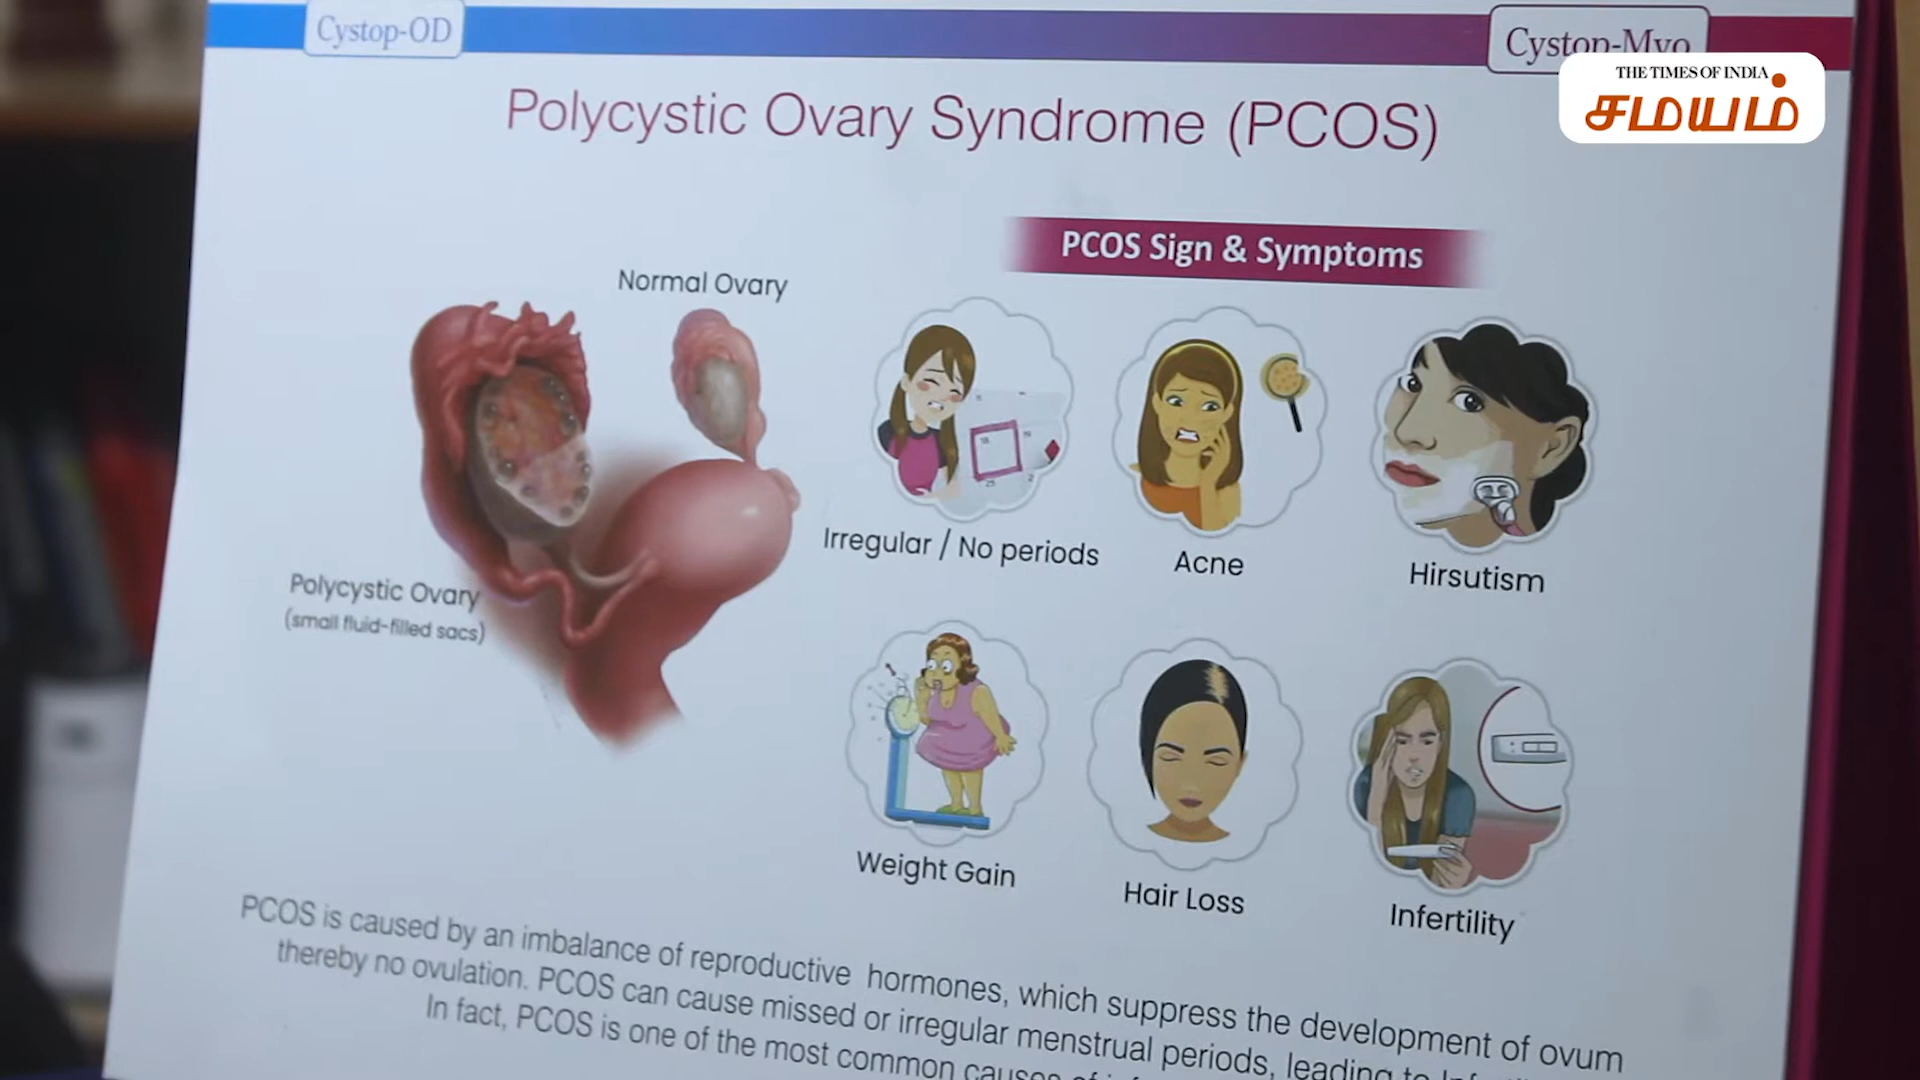 Cystop-OD
Cystop-Myo
THE TIMES OF INDIA
சமயம்
Polycystic Ovary Syndrome (PCOS)
PCOS Sign & Symptoms
Normal Ovary
Polycystic Ovary
(small fluid-filled sacs)
Irregular / No periods
Acne
Hirsutism
Weight Gain
Hair Loss
Infertility
PCOS is caused by an imbalance of reproductive hormones, which suppress the development of ovum
thereby no ovulation. PCOS can cause missed or irregular menstrual periods, leading to
In fact, PCOS is one of the most common causes of